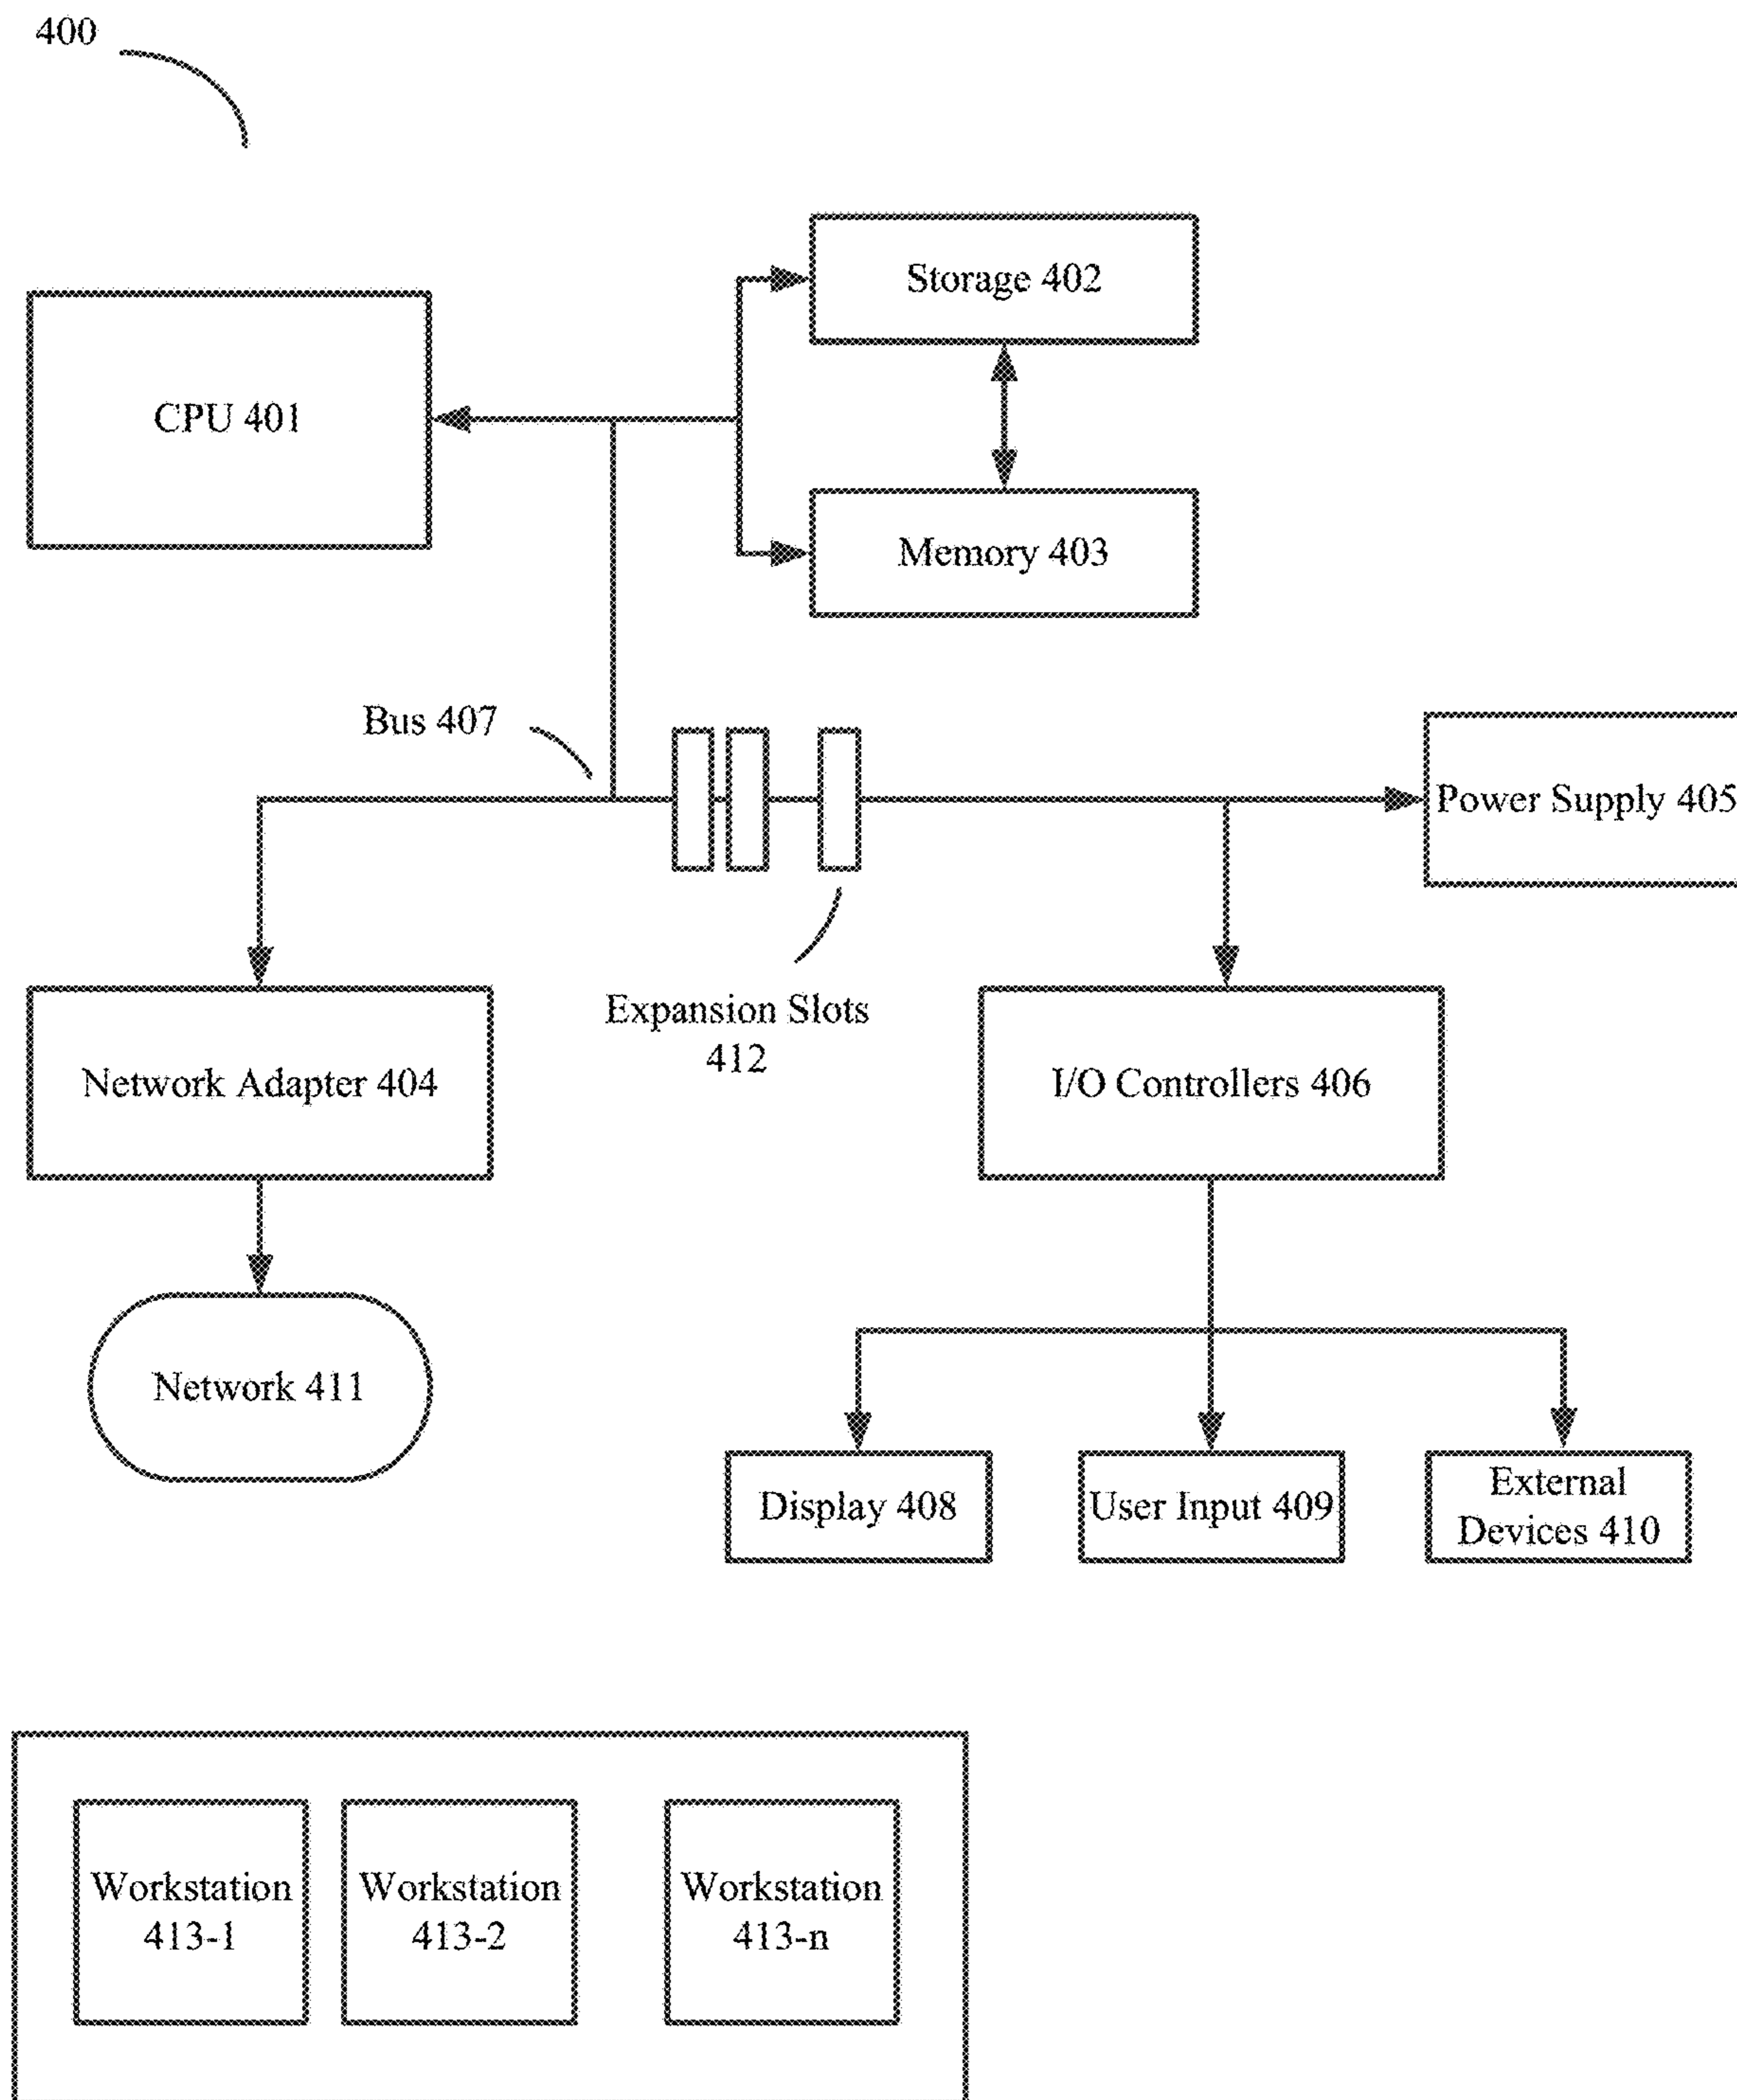 400
Storage 402
CPU 401
Memory 403
Bus 407
Power Supply 405
Expansion Slots
412
Network Adapter 404
I/O Controllers 406
Network 411
Display 408
User Input 409
External
Devices 410
Workstation
413-1
Workstation
413-2
Workstation
413-n